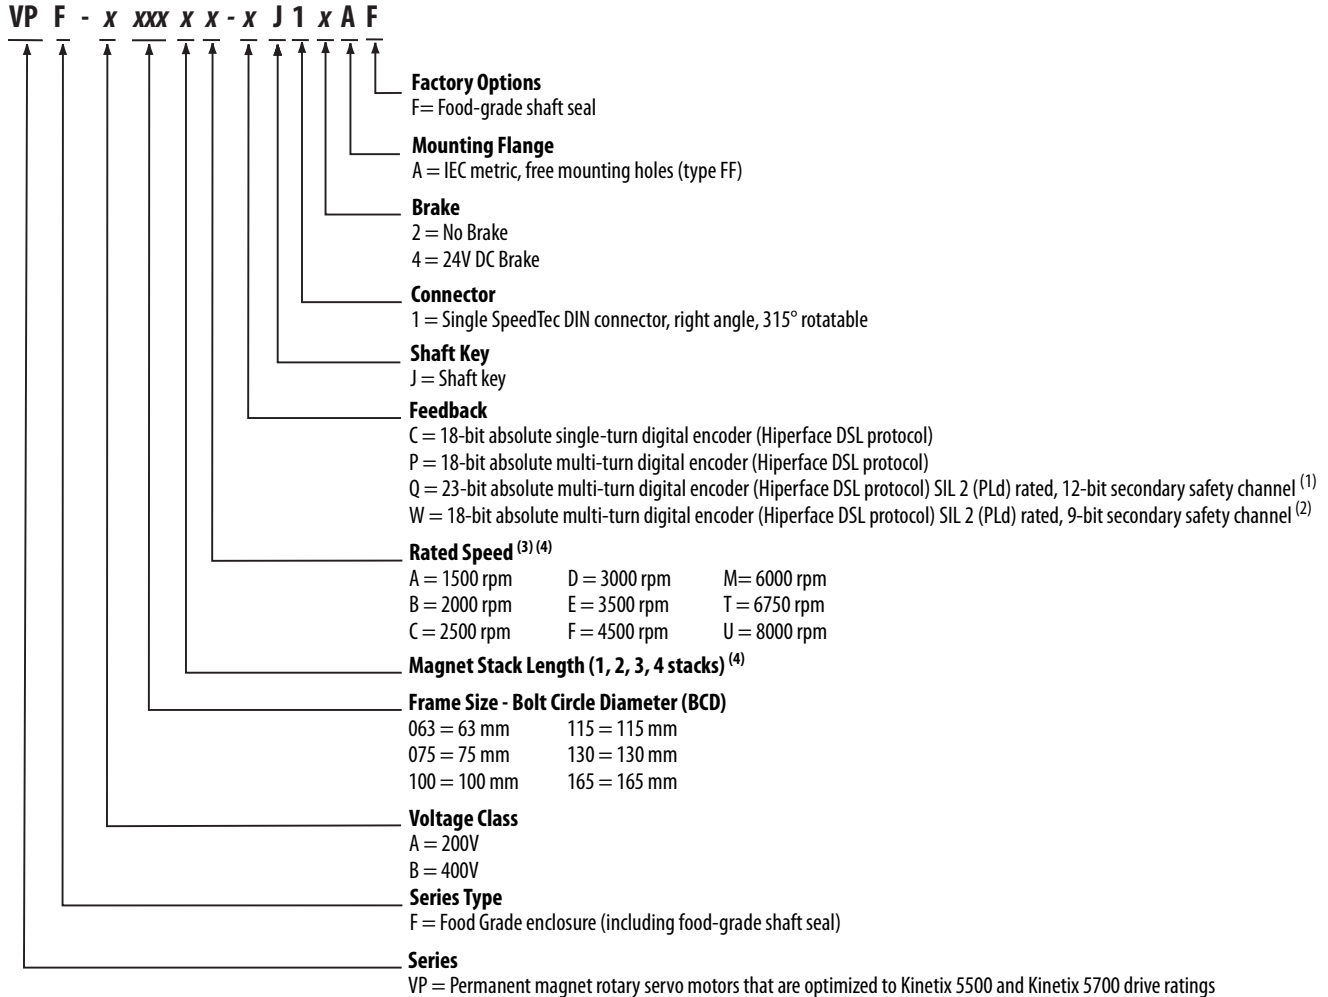 VP F - x xxx x x - x J 1 x A F
Factory Options
F= Food-grade shaft seal
Mounting Flange
A = IEC metric, free mounting holes (type FF)
Brake
2 = No Brake
4 = 24V DC Brake
Connector
1 = Single SpeedTec DIN connector, right angle, 315° rotatable
Shaft Key
J = Shaft key
Feedback
C = 18-bit absolute single-turn digital encoder (Hiperface DSL protocol)
P = 18-bit absolute multi-turn digital encoder (Hiperface DSL protocol)
Q = 23-bit absolute multi-turn digital encoder (Hiperface DSL protocol) SIL 2 (PLd) rated, 12-bit secondary safety channel (1)
W = 18-bit absolute multi-turn digital encoder (Hiperface DSL protocol) SIL 2 (PLd) rated, 9-bit secondary safety channel (2)
Rated Speed (3) (4)
A = 1500 rpm D = 3000 rpm M= 6000 rpm
B = 2000 rpm E = 3500 rpm T = 6750 rpm
C = 2500 rpm F = 4500 rpm U = 8000 rpm
Magnet Stack Length (1, 2, 3, 4 stacks) (4)
Frame Size - Bolt Circle Diameter (BCD)
063 = 63 mm 115 = 115 mm
075 = 75 mm 130 = 130 mm
100 = 100 mm 165 = 165 mm
Voltage Class
A = 200V
B = 400V
Series Type
F = Food Grade enclosure (including food-grade shaft seal)
Series
VP = Permanent magnet rotary servo motors that are optimized to Kinetix 5500 and Kinetix 5700 drive ratings